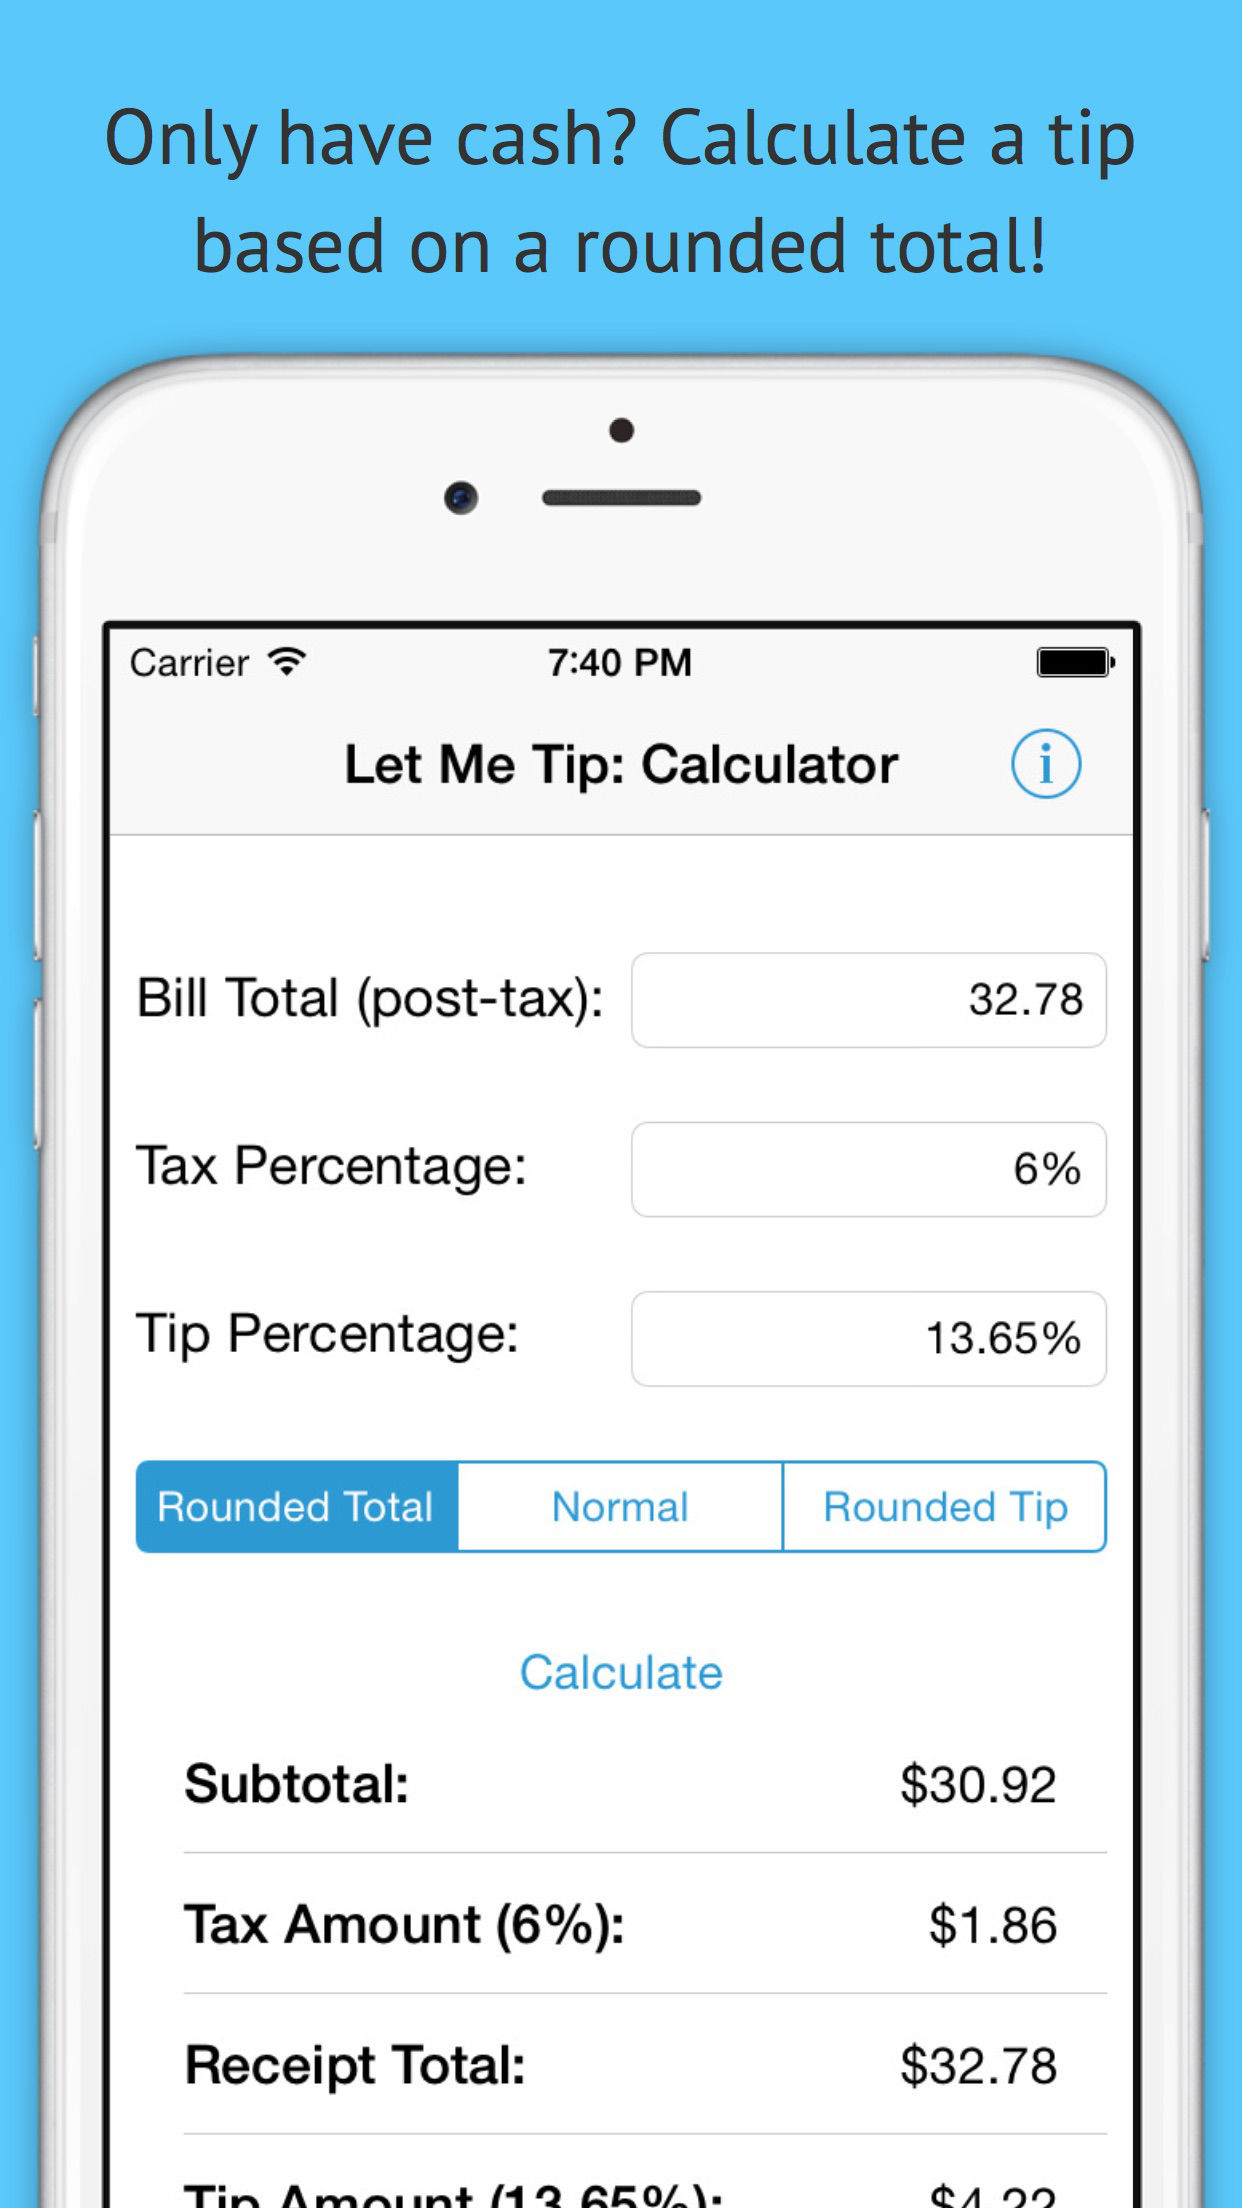 Only have cash? Calculate a tip
based on a rounded total!
Carrier 7:40 PM
Let Me Tip: Calculator i
Bill Total (post-tax): 32.78
Tax Percentage: 6%
Tip Percentage: 13.65%
Rounded Total Normal Rounded Tip
Calculate
Subtotal: $30.92
Tax Amount (6%): $1.86
Receipt Total: $32.78
Tip Amount (13.65%): $4.22